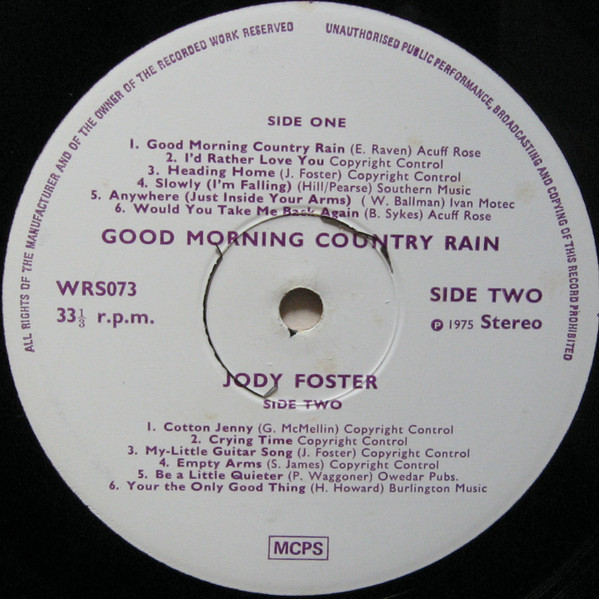 ALL RIGHTS OF THE MANUFACTURER AND OF THE OWNER OF THE RECORDED WORK RESERVED
UNAUTHORISED PUBLIC PERFORMANCE, BROADCASTING AND COPYING OF THIS RECORD PROHIBITED
SIDE ONE
1. Good Morning Country Rain (E. Raven) Acuff Rose
2. I'd Rather Love You Copyright Control
3. Heading Home (J. Foster) Copyright Control
4. Slowly (I'm Falling) (Hill/Pearse) Southern Music
5. Anywhere (Just Inside Your Arms) ( W. Ballman) Ivan Motec
6. Would You Take Me Back Again (B. Sykes) Acuff Rose
GOOD MORNING COUNTRY RAIN
WRS073
SIDE TWO
33⅓ r.p.m.
℗ 1975 Stereo
JODY FOSTER
SIDE TWO
1. Cotton Jenny (G. McMellin) Copyright Control
2. Crying Time Copyright Control
3. My-Little Guitar Song (J. Foster) Copyright Control
4. Empty Arms (S. James) Copyright Control
5. Be a Little Quieter (P. Waggoner) Owedar Pubs.
6. Your the Only Good Thing (H. Howard) Burlington Music
MCPS